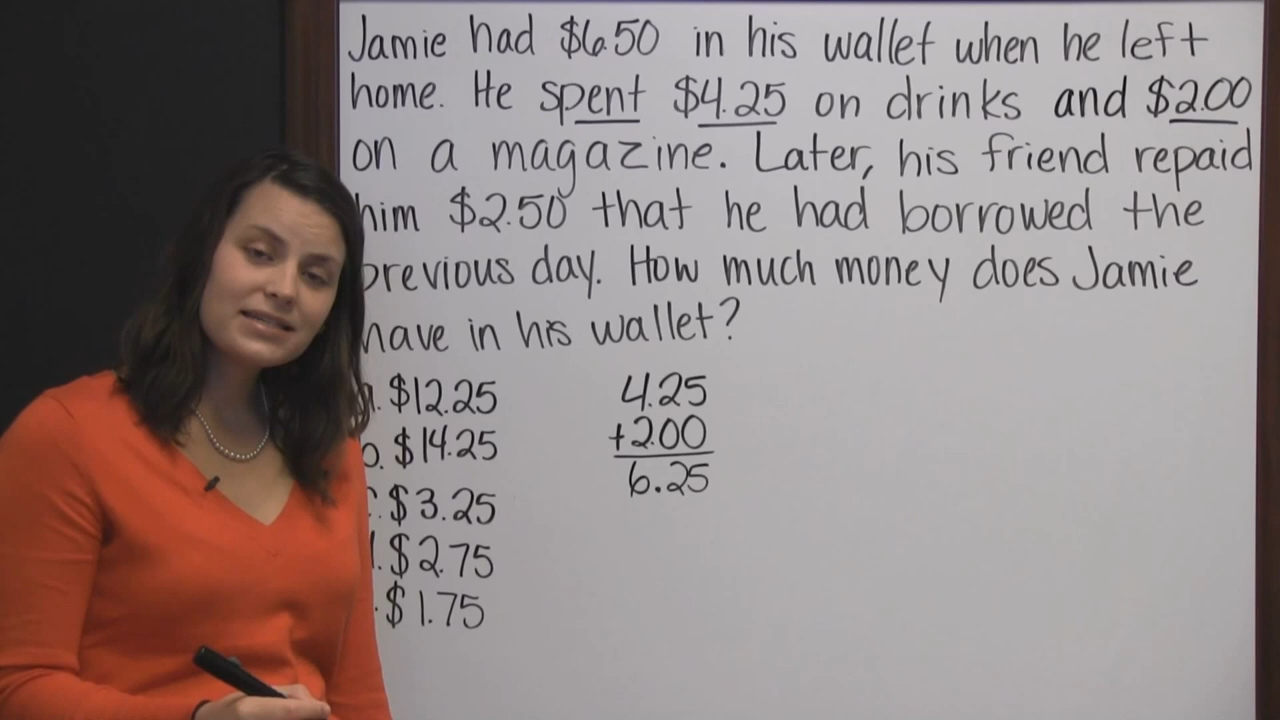 Jamie had $6.50 in his wallet when he left
home. He spent $4.25 on drinks and $2.00
on a magazine. Later, his friend repaid
him $2.50 that he had borrowed the
previous day. How much money does Jamie
have in his wallet?
a. $12.25
b. $14.25
c. $3.25
d. $2.75
$1.75
4.25
+2.00
6.25